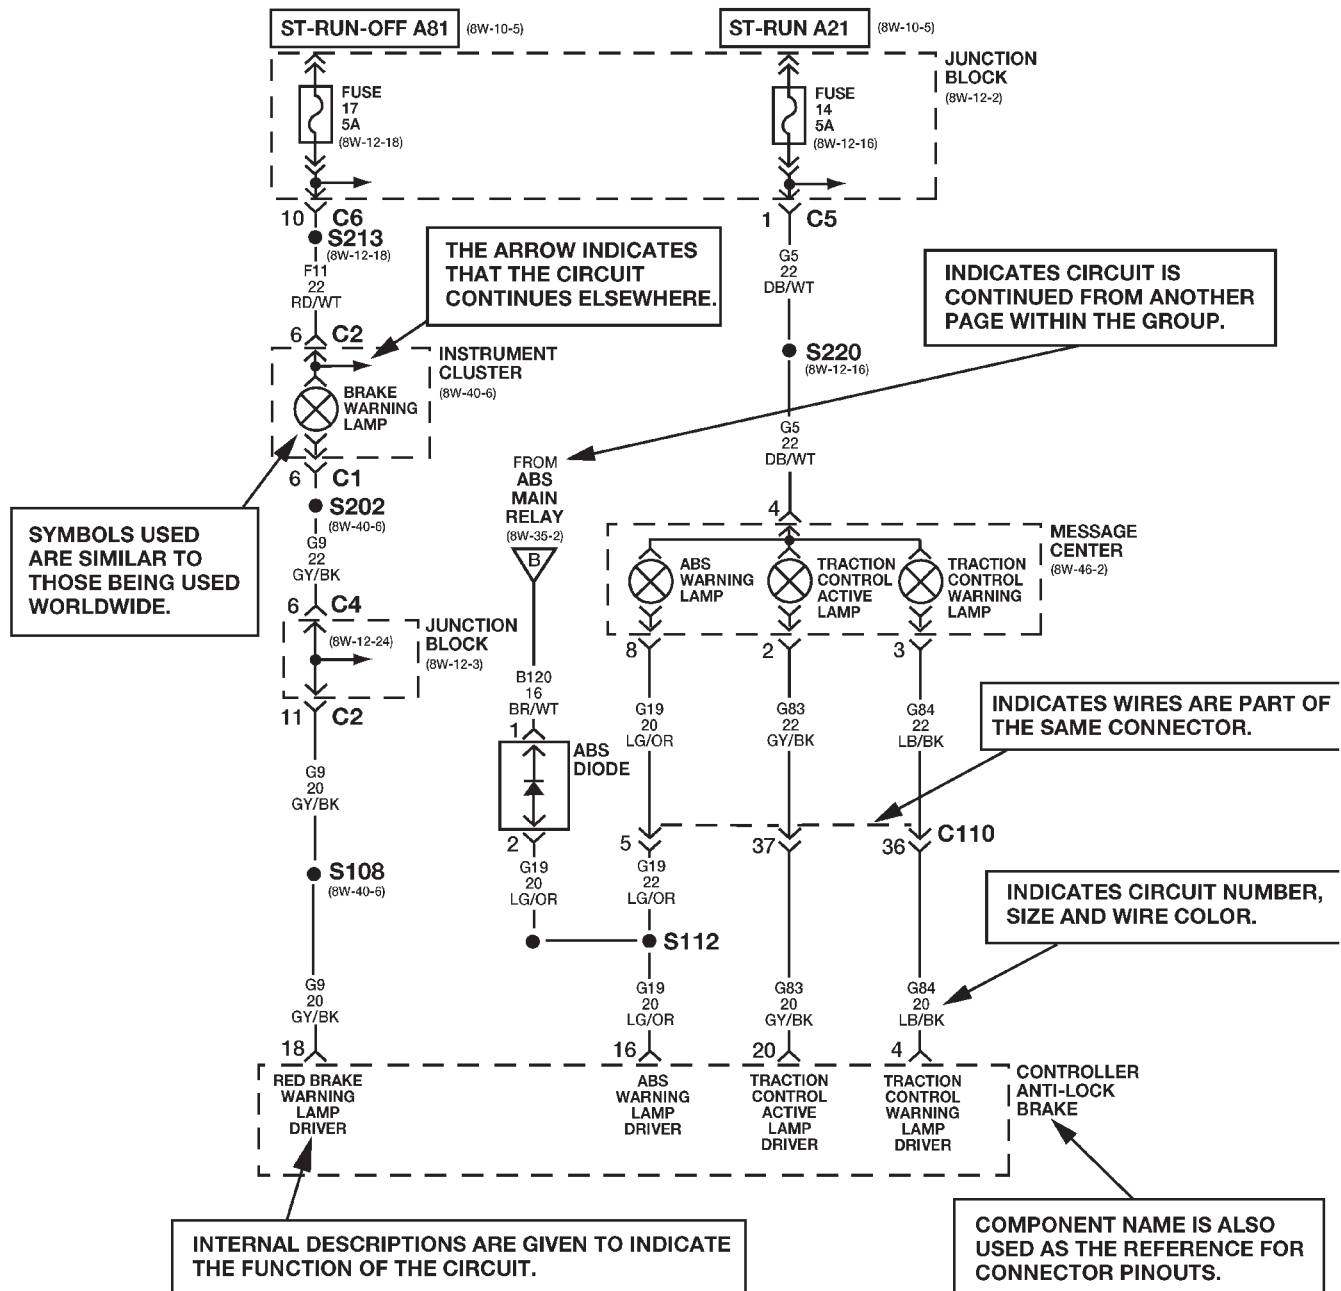 ST-RUN-OFF A81 (8W-10-5)
ST-RUN A21 (8W-10-5)
JUNCTION
BLOCK
(8W-12-2)
FUSE
17
5A
(8W-12-18)
FUSE
14
5A
(8W-12-16)
10 C6
S213
(8W-12-18)
F11
22
RD/WT
1 C5
G5
22
DB/WT
THE ARROW INDICATES
THAT THE CIRCUIT
CONTINUES ELSEWHERE.
INDICATES CIRCUIT IS
CONTINUED FROM ANOTHER
PAGE WITHIN THE GROUP.
6 C2
INSTRUMENT
CLUSTER
(8W-40-6)
BRAKE
WARNING
LAMP
S220
(8W-12-16)
G5
22
DB/WT
6 C1
S202
(8W-40-6)
G9
22
GY/BK
FROM
ABS
MAIN
RELAY
(8W-35-2)
B
SYMBOLS USED
ARE SIMILAR TO
THOSE BEING USED
WORLDWIDE.
4
MESSAGE
CENTER
(8W-46-2)
ABS
WARNING
LAMP
TRACTION
CONTROL
ACTIVE
LAMP
TRACTION
CONTROL
WARNING
LAMP
6 C4
(8W-12-24)
JUNCTION
BLOCK
(8W-12-3)
11 C2
8
2
3
B120
16
BR/WT
1
ABS
DIODE
2
G19
20
LG/OR
G83
22
GY/BK
G84
22
LB/BK
INDICATES WIRES ARE PART OF
THE SAME CONNECTOR.
G9
20
GY/BK
5
37
36
C110
S108
(8W-40-6)
G19
20
LG/OR
G19
22
LG/OR
S112
INDICATES CIRCUIT NUMBER,
SIZE AND WIRE COLOR.
G9
20
GY/BK
G19
20
LG/OR
G83
20
GY/BK
G84
20
LB/BK
18
16
20
4
RED BRAKE
WARNING
LAMP
DRIVER
ABS
WARNING
LAMP
DRIVER
TRACTION
CONTROL
ACTIVE
LAMP
DRIVER
TRACTION
CONTROL
WARNING
LAMP
DRIVER
CONTROLLER
ANTI-LOCK
BRAKE
INTERNAL DESCRIPTIONS ARE GIVEN TO INDICATE
THE FUNCTION OF THE CIRCUIT.
COMPONENT NAME IS ALSO
USED AS THE REFERENCE FOR
CONNECTOR PINOUTS.